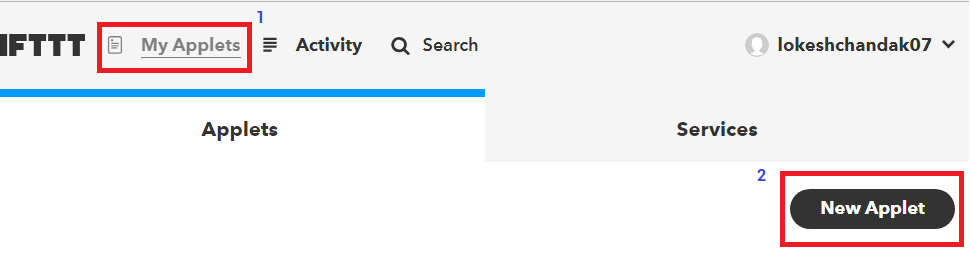 1
IFTTT My Applets Activity Search lokeshchandak07
Applets Services
2
New Applet